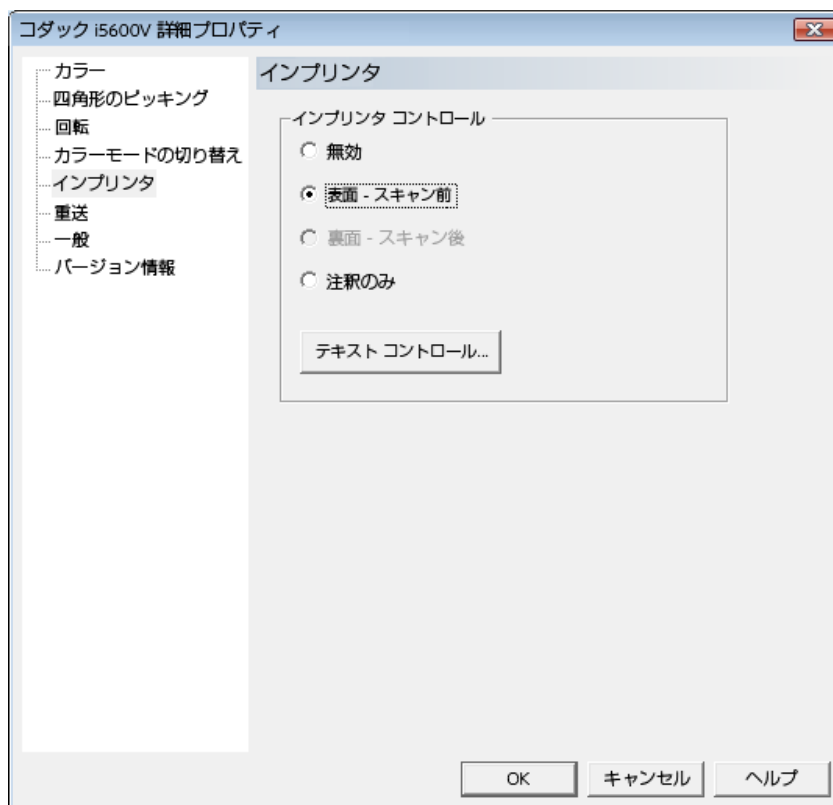 コダック i5600V 詳細プロパティ
カラー
四角形のピッキング
回転
カラーモードの切り替え
インプリンタ
重送
一般
バージョン情報
インプリンタ
インプリンタ コントロール
無効
表面 - スキャン前
裏面 - スキャン後
注釈のみ
テキスト コントロール...
OK
キャンセル
ヘルプ